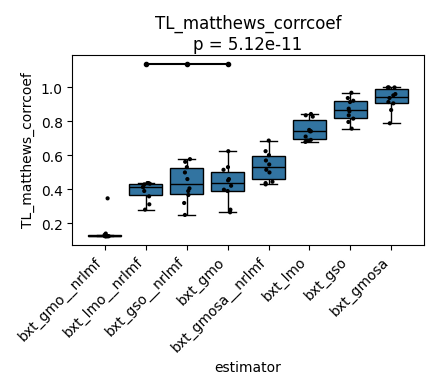 TL_matthews_corrcoef
p = 5.12e-11
TL_matthews_corrcoef
1.0
0.8
0.6
0.4
0.2
bxt_gmo__nrlmf
bxt_lmo__nrlmf
bxt_gso__nrlmf
bxt_gmo
bxt_gmosa__nrlmf
bxt_lmo
bxt_gso
bxt_gmosa
estimator